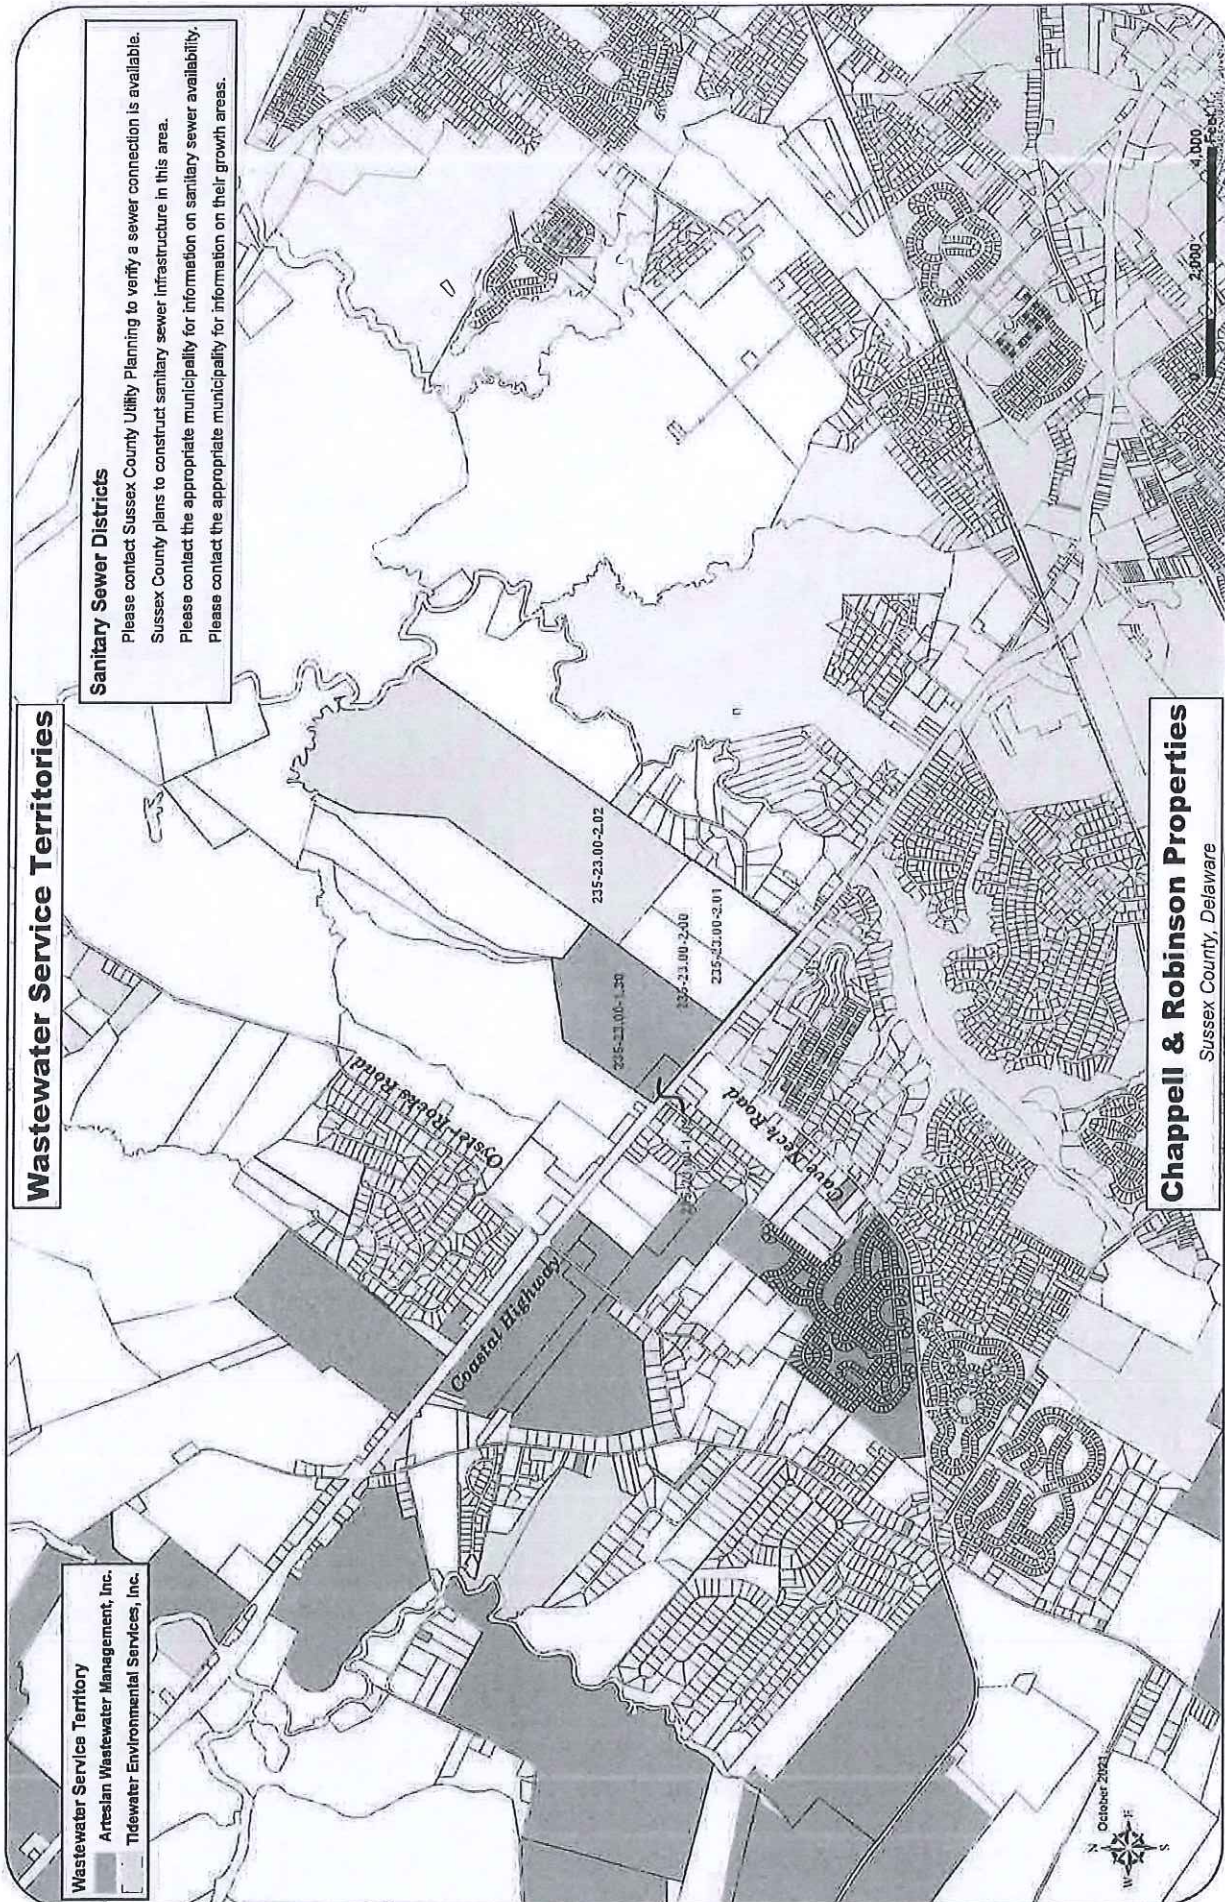 Wastewater Service Territories
Wastewater Service Territory
Artesian Wastewater Management, Inc.
Tidewater Environmental Services, Inc.
Sanitary Sewer Districts
Please contact Sussex County Utility Planning to verify a sewer connection is available.
Sussex County plans to construct sanitary sewer infrastructure in this area.
Please contact the appropriate municipality for information on sanitary sewer availability.
Please contact the appropriate municipality for information on their growth areas.
Oyster Rocks Road
Coastal Highway
Cave Neck Road
235-23.00-2.02
235-23.00-1.30
235-23.00-2.00
235-23.00-2.01
October 2021
N
W
E
S
Chappell & Robinson Properties
Sussex County, Delaware
0
2,000
4,000
Feet